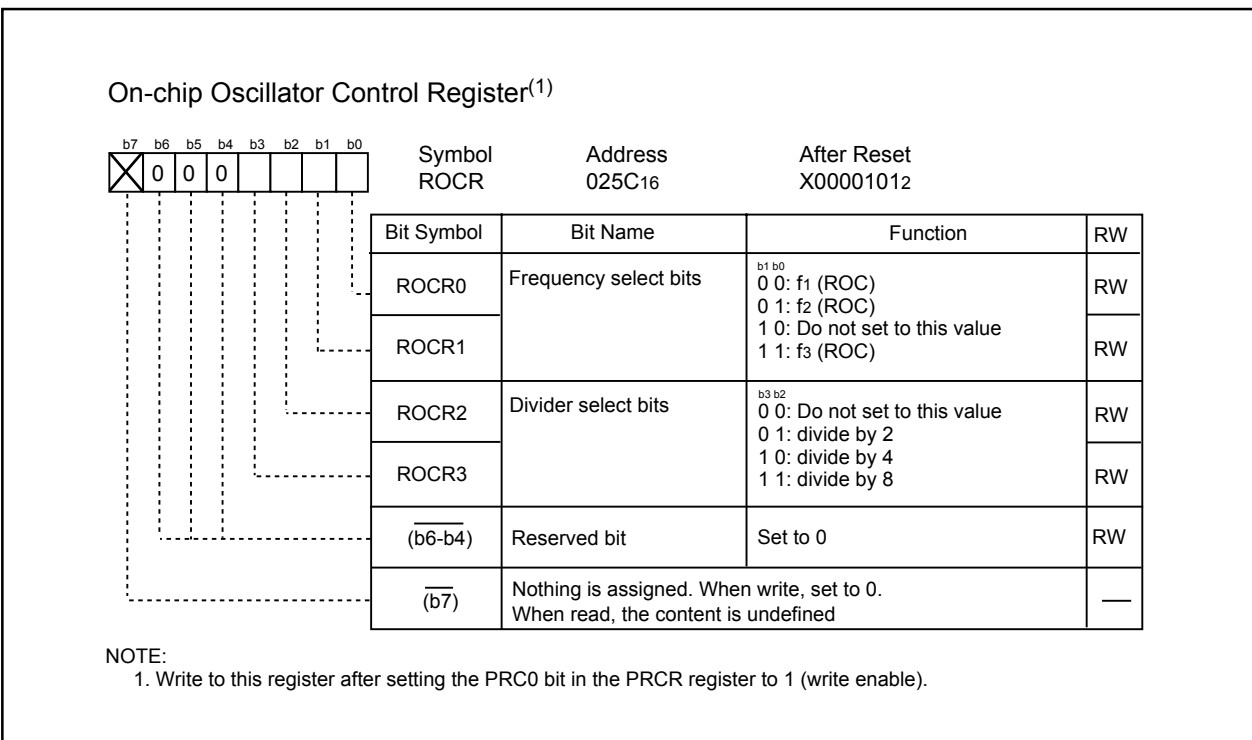 On-chip Oscillator Control Register(1)
b7 b6 b5 b4 b3 b2 b1 b0
0 0 0
Symbol Address After Reset
ROCR 025C16 X00001012
Bit Symbol Bit Name Function RW
ROCR0 Frequency select bits RW
b1 b0
0 0: f1 (ROC)
0 1: f2 (ROC)
1 0: Do not set to this value
1 1: f3 (ROC)
ROCR1 RW
ROCR2 Divider select bits RW
b3 b2
0 0: Do not set to this value
0 1: divide by 2
1 0: divide by 4
1 1: divide by 8
ROCR3 RW
(b6-b4) Reserved bit Set to 0 RW
(b7) Nothing is assigned. When write, set to 0.
When read, the content is undefined
—
NOTE:
1. Write to this register after setting the PRC0 bit in the PRCR register to 1 (write enable).